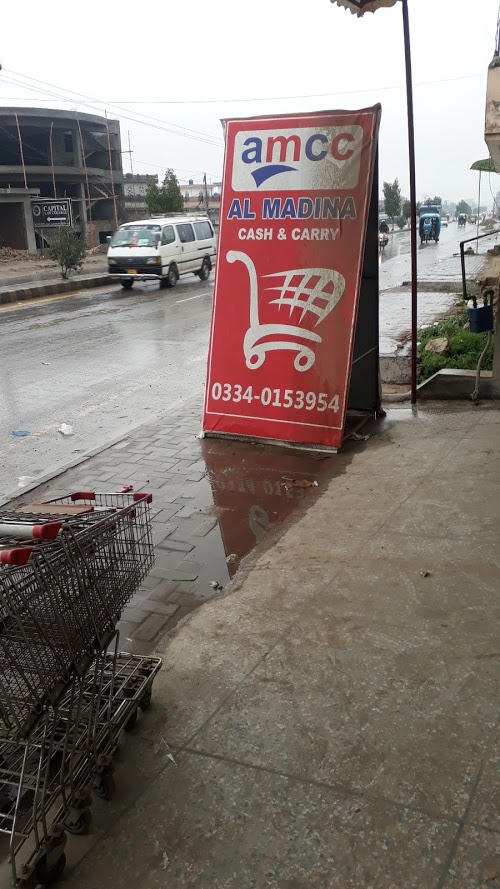 amcc
AL MADINA
CASH & CARRY
0334-0153954
CAPITAL